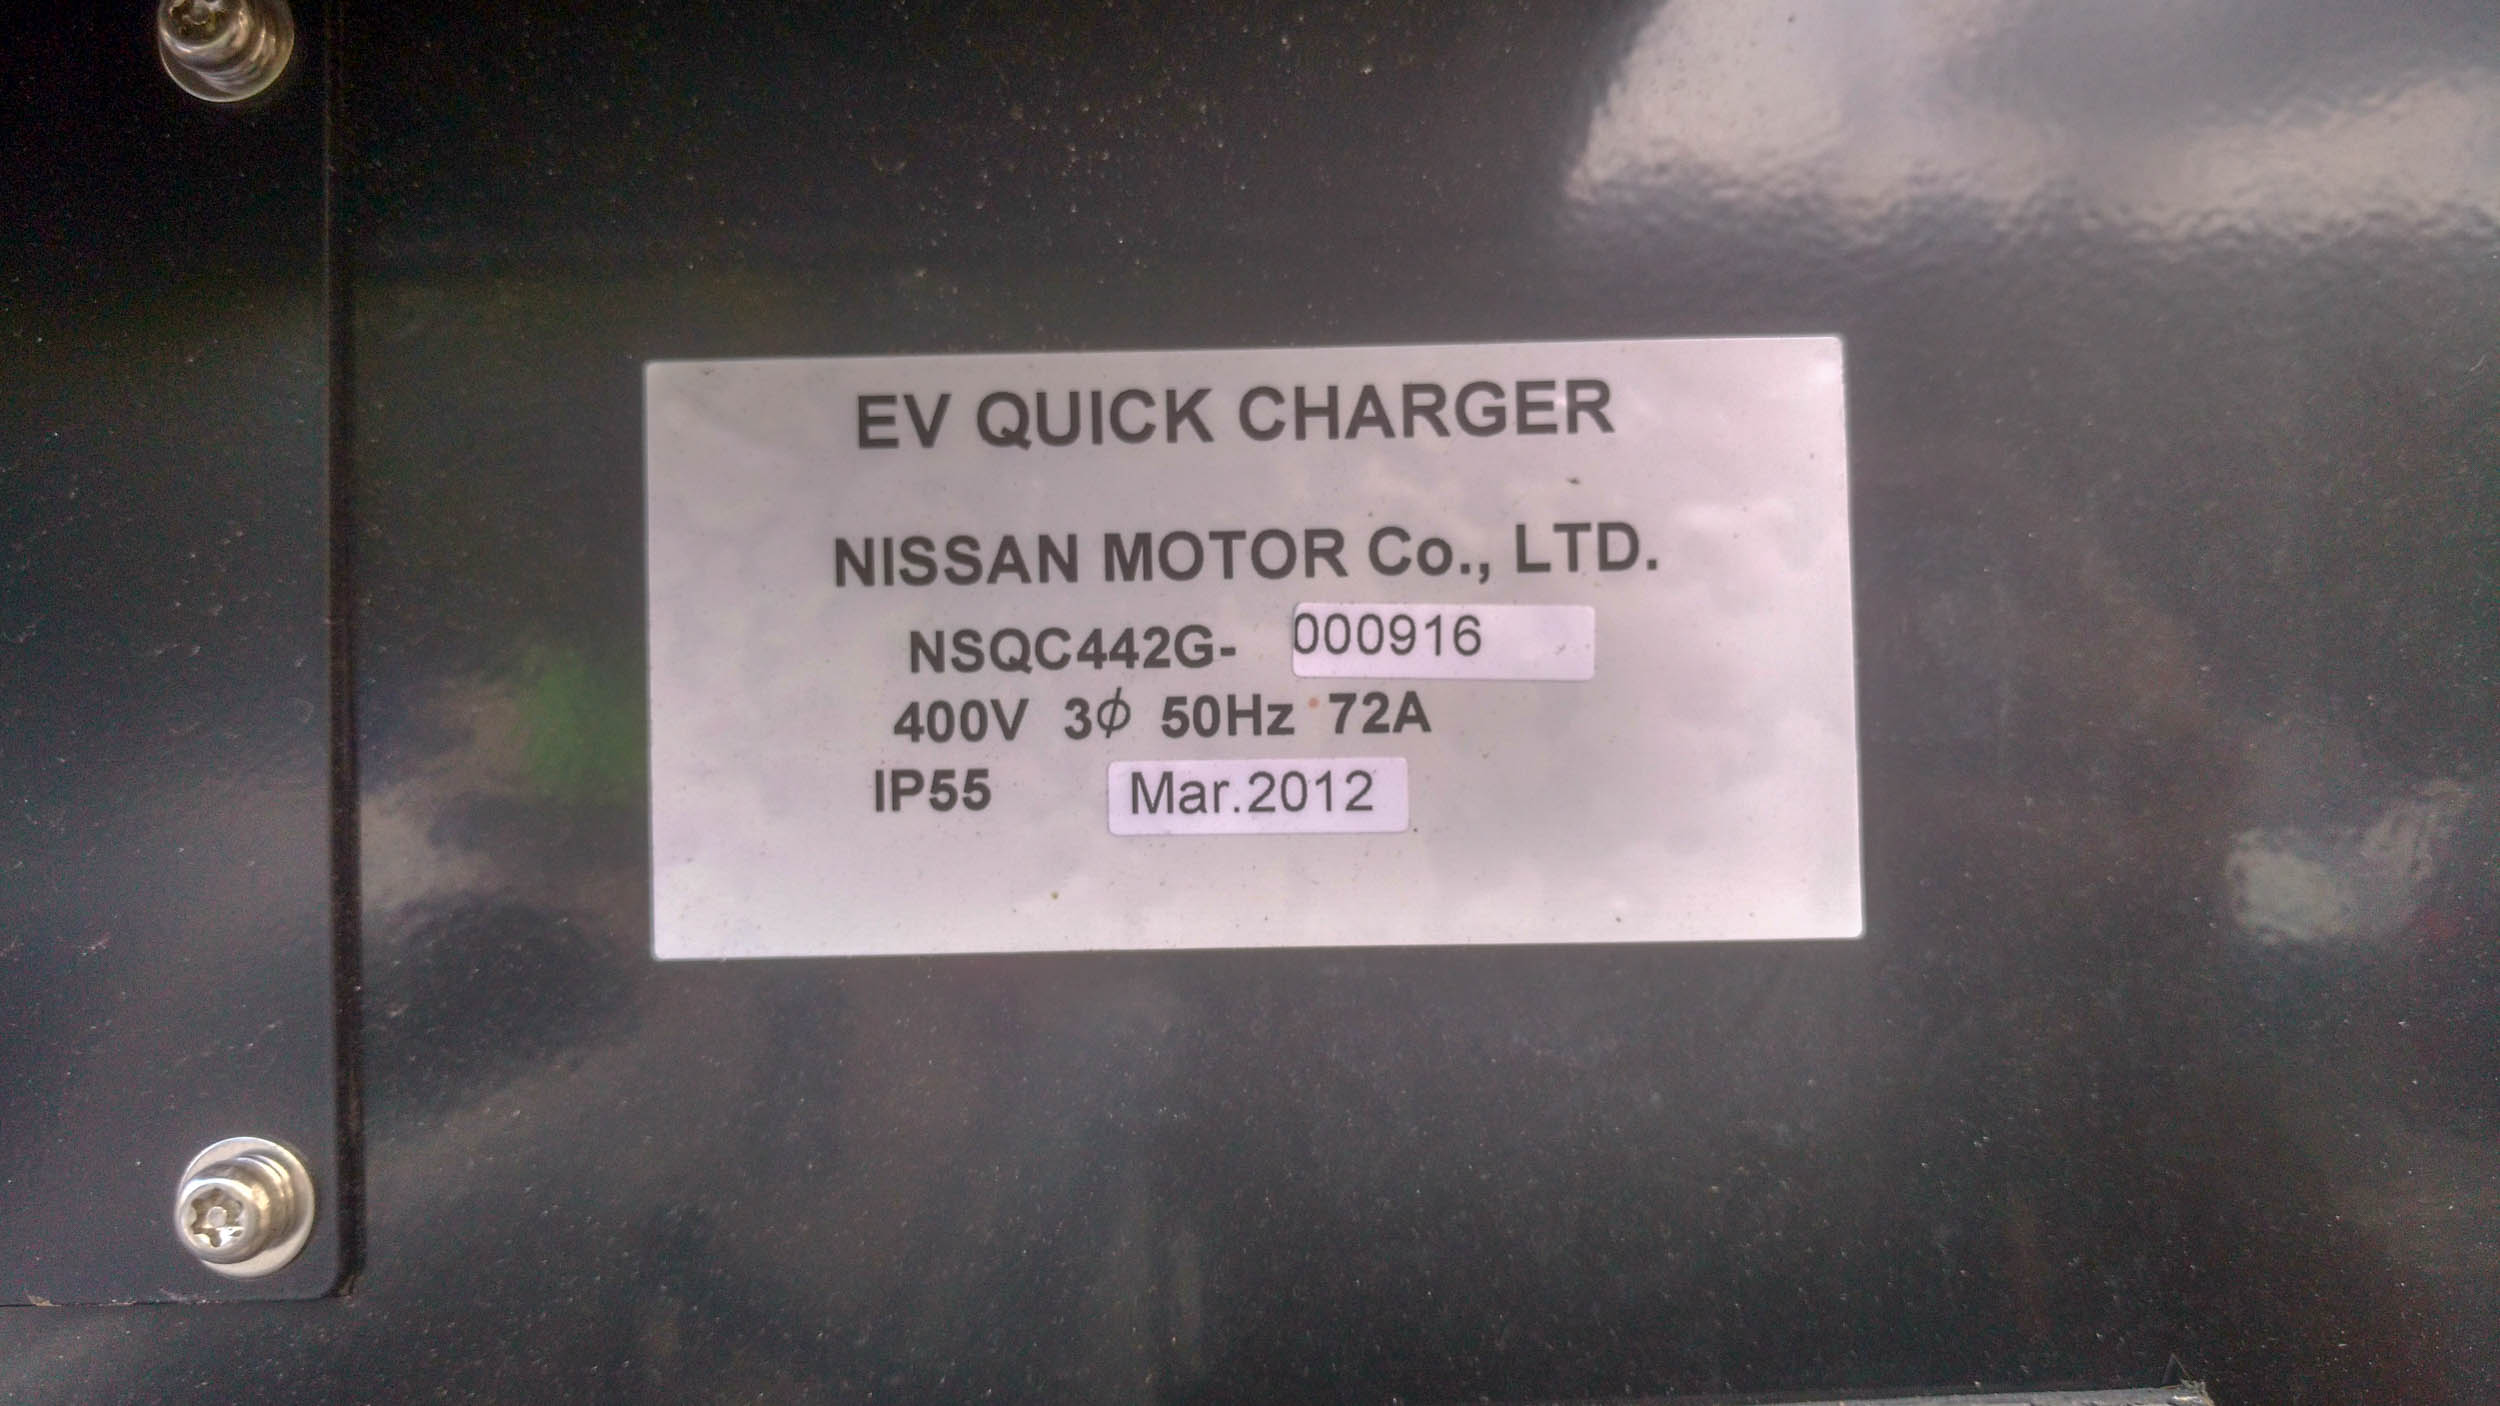 EV QUICK CHARGER
NISSAN MOTOR Co., LTD.
NSQC442G- 000916
400V 3ϕ 50Hz 72A
IP55 Mar.2012